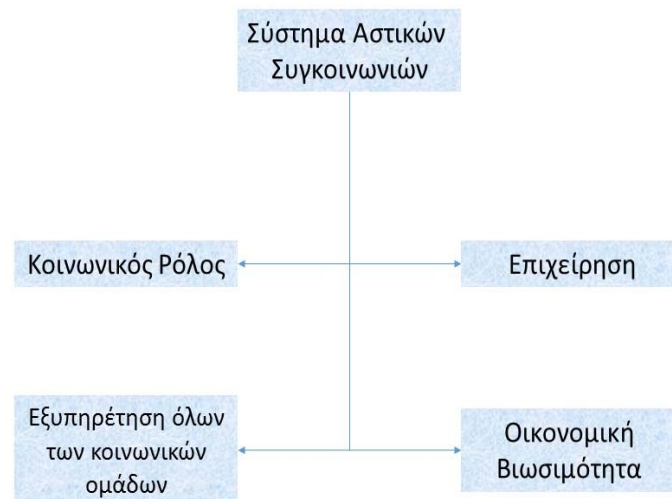 Σύστημα Αστικών
Συγκοινωνιών
Κοινωνικός Ρόλος
Επιχείρηση
Εξυπηρέτηση όλων
των κοινωνικών
ομάδων
Οικονομική
Βιωσιμότητα